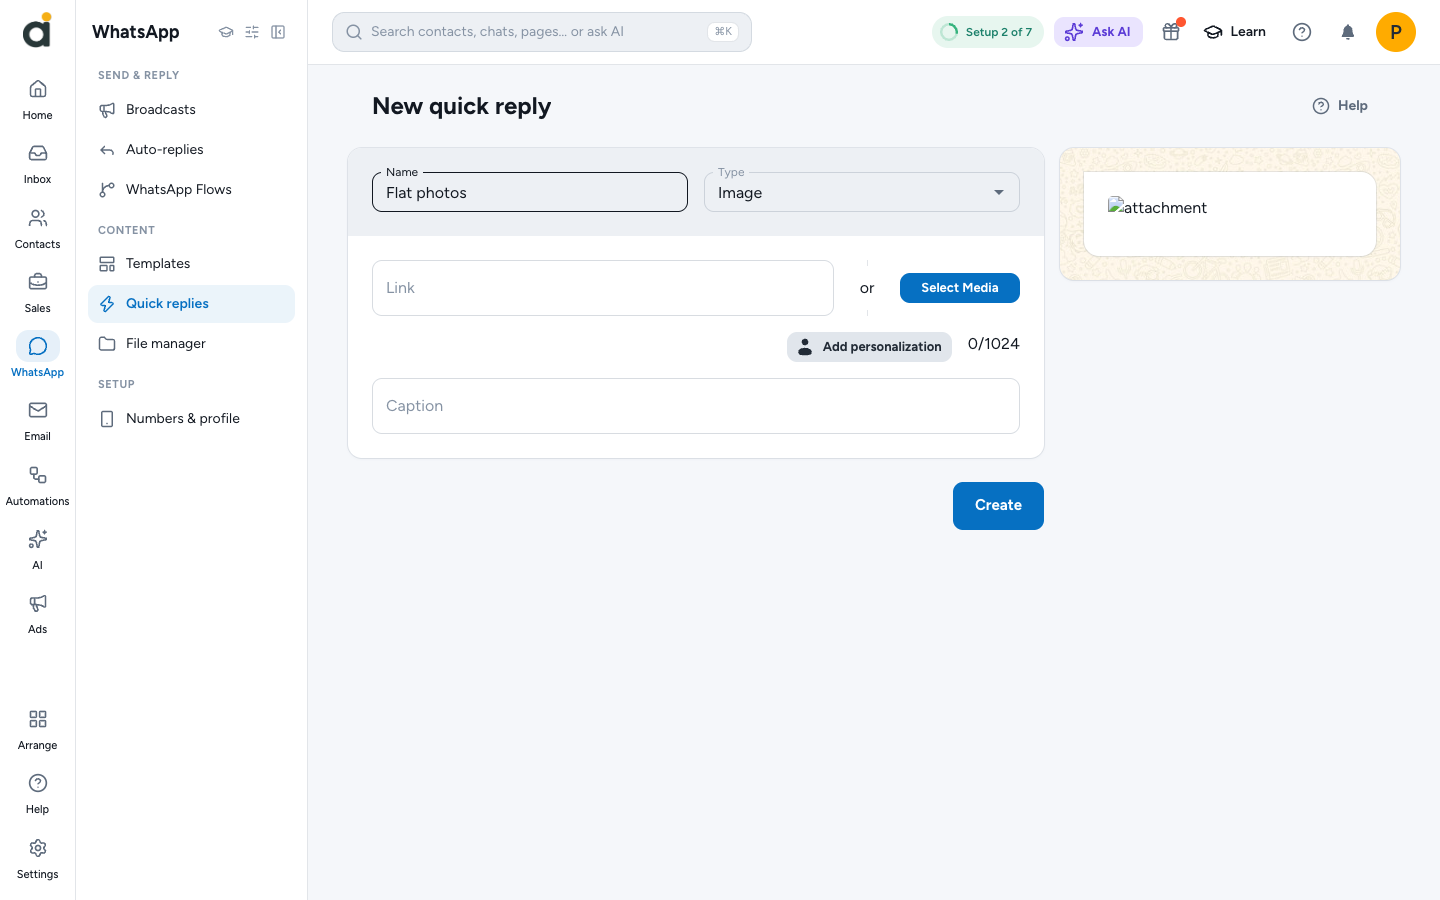 WhatsApp
Search contacts, chats, pages... or ask AI
⌘K
Setup 2 of 7
Ask AI
Learn
P
Home
Inbox
Contacts
Sales
WhatsApp
Email
Automations
AI
Ads
Arrange
Help
Settings
SEND & REPLY
Broadcasts
Auto-replies
WhatsApp Flows
CONTENT
Templates
Quick replies
File manager
SETUP
Numbers & profile
New quick reply
Help
Name
Flat photos
Type
Image
Link
or
Select Media
Add personalization
0/1024
Caption
Create
attachment